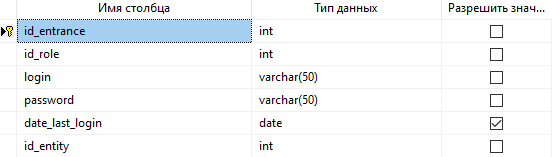 Имя столбца Тип данных Разрешить знач...
id_entrance int
id_role int
login varchar(50)
password varchar(50)
date_last_login date
id_entity int